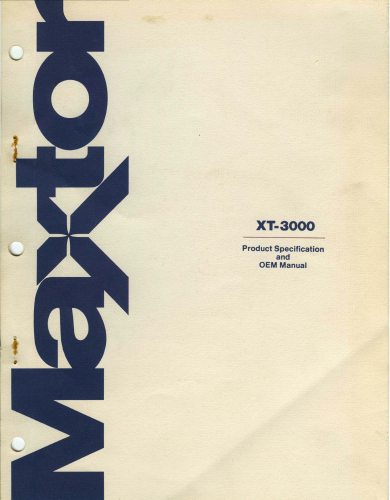 Maxtor
XT-3000
Product Specification
and
OEM Manual